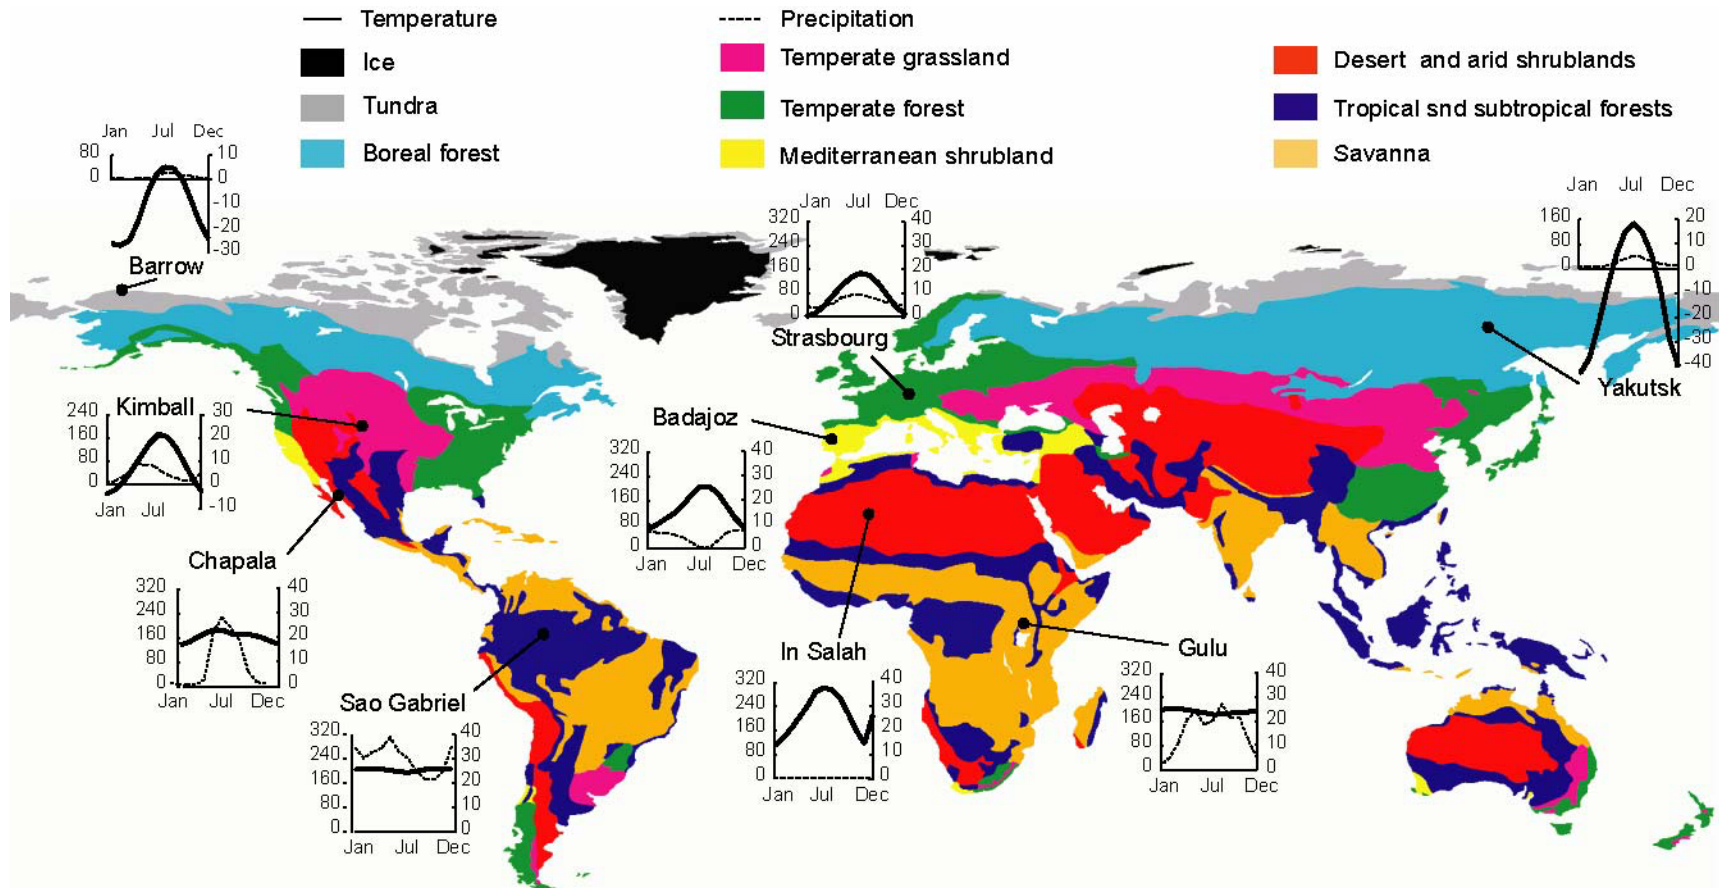 Temperature
Precipitation
Ice
Temperate grassland
Desert and arid shrublands
Tundra
Temperate forest
Tropical snd subtropical forests
Boreal forest
Mediterranean shrubland
Savanna
Jan Jul Dec
80 10
0 0
-10
-20
-30
Barrow
Jan Jul Dec
320 40
240 30
160 20
80 10
0 0
Strasbourg
Jan Jul Dec
160 20
80 10
0 0
-10
-20
-30
-40
Yakutsk
Kimball
240 30
160 20
80 10
0 0
-10
Jan Jul
Badajoz
320 40
240 30
160 20
80 10
0 0
Jan Jul Dec
Chapala
320 40
240 30
160 20
80 10
0 0
Jan Jul Dec
Sao Gabriel
320 40
240 30
160 20
80 10
0 0
Jan Jul Dec
In Salah
320 40
240 30
160 20
80 10
0 0
Jan Jul Dec
Gulu
320 40
240 30
160 20
80 10
0 0
Jan Jul Dec